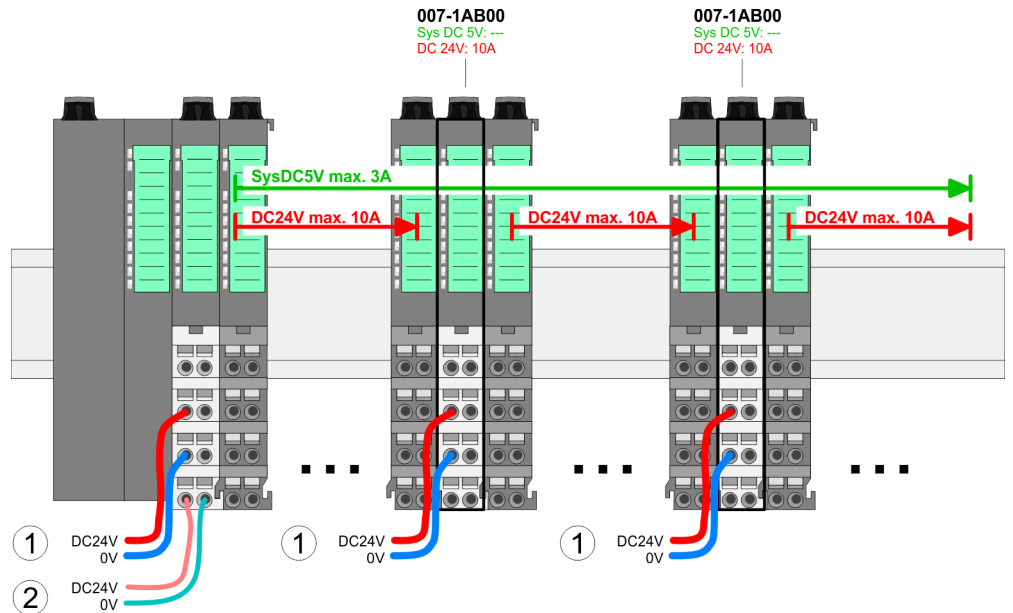 007-1AB00
Sys DC 5V: ---
DC 24V: 10A
007-1AB00
Sys DC 5V: ---
DC 24V: 10A
SysDC5V max. 3A
DC24V max. 10A
DC24V max. 10A
DC24V max. 10A
1
DC24V
0V
1
DC24V
0V
1
DC24V
0V
2
DC24V
0V